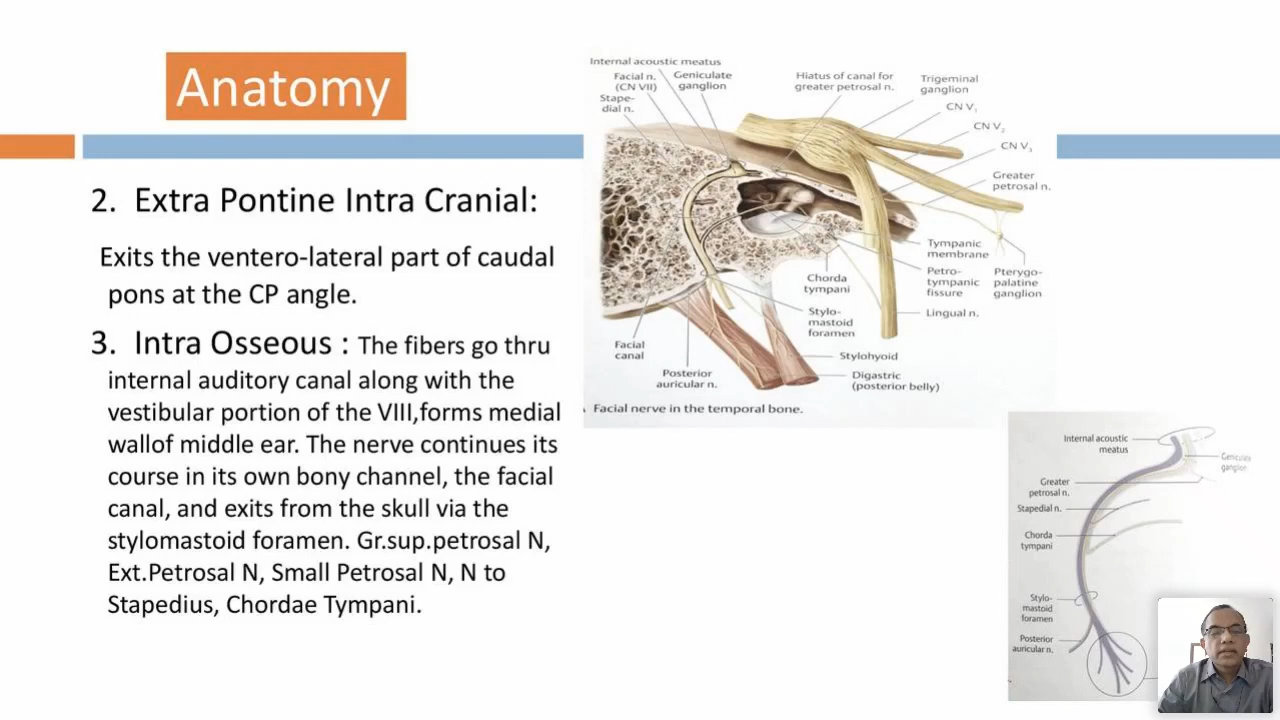 Anatomy
2. Extra Pontine Intra Cranial:
Exits the ventero-lateral part of caudal
pons at the CP angle.
3. Intra Osseous : The fibers go thru
internal auditory canal along with the
vestibular portion of the VIII,forms medial
wallof middle ear. The nerve continues its
course in its own bony channel, the facial
canal, and exits from the skull via the
stylomastoid foramen. Gr.sup.petrosal N,
Ext.Petrosal N, Small Petrosal N, N to
Stapedius, Chordae Tympani.
Internal acoustic meatus
Facial n.
(CN VII)
Geniculate
ganglion
Stape-
dial n.
Hiatus of canal for
greater petrosal n.
Trigeminal
ganglion
CN V₁
CN V₂
CN V₃
Greater
petrosal n.
Tympanic
membrane
Petro-
tympanic
fissure
Pterygo-
palatine
ganglion
Chorda
tympani
Lingual n.
Stylo-
mastoid
foramen
Facial
canal
Posterior
auricular n.
Stylohyoid
Digastric
(posterior belly)
Facial nerve in the temporal bone.
Internal acoustic
meatus
Geniculate
ganglion
Greater
petrosal n.
Stapedial n.
Chorda
tympani
Stylo-
mastoid
foramen
Posterior
auricular n.